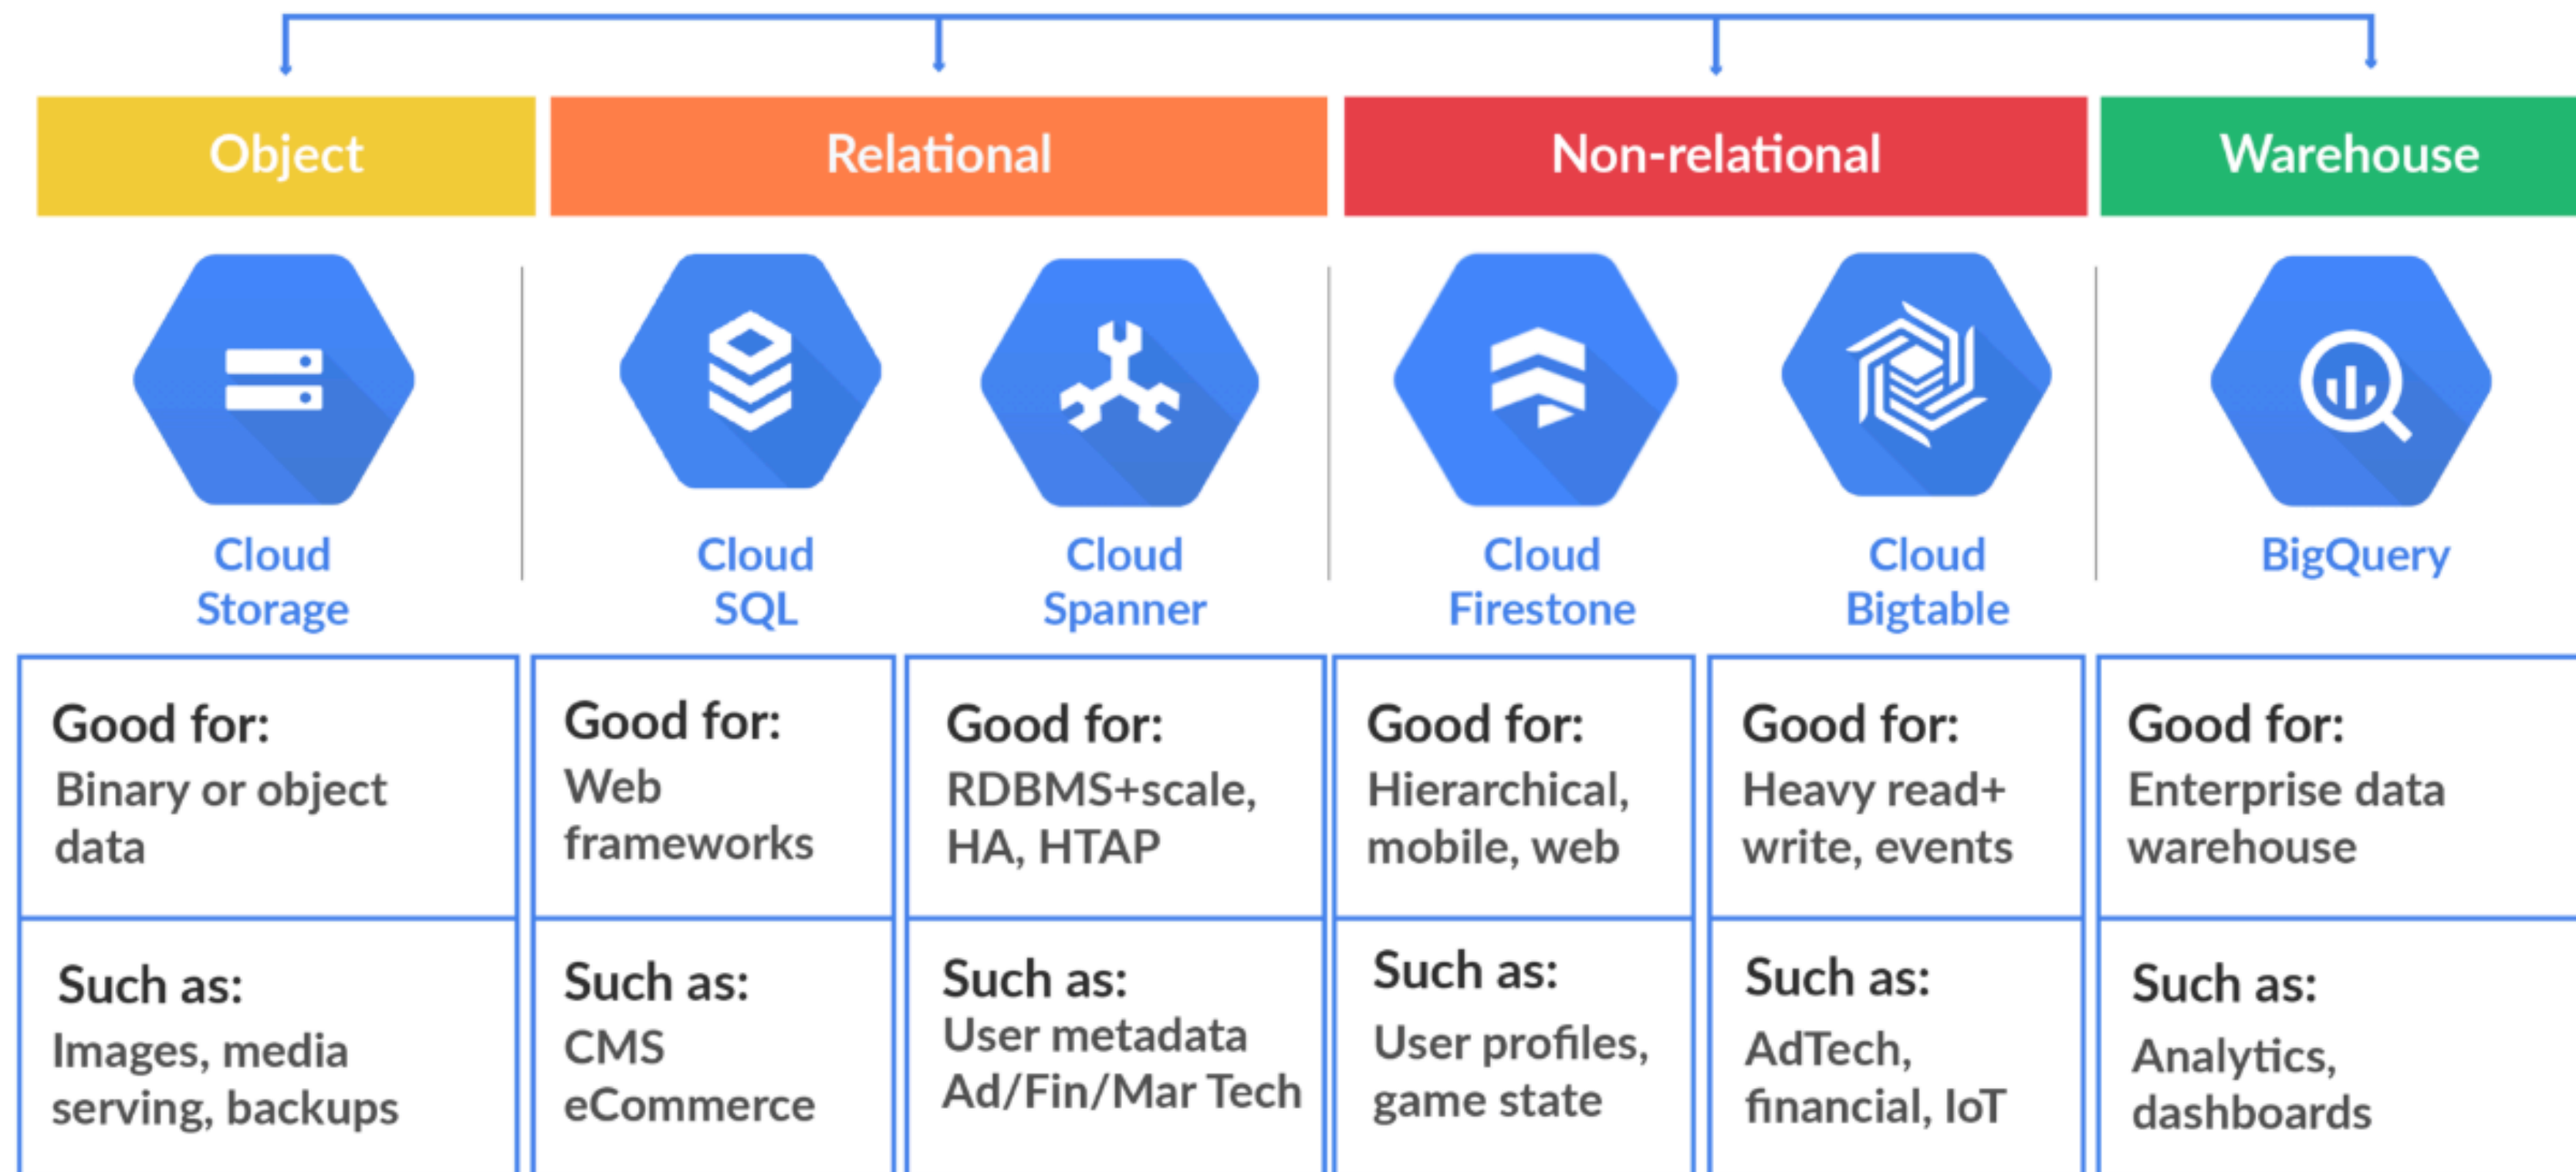 Object
Relational
Non-relational
Warehouse
Cloud
Storage
Cloud
SQL
Cloud
Spanner
Cloud
Firestone
Cloud
Bigtable
BigQuery
Good for:
Binary or object
data
Good for:
Web
frameworks
Good for:
RDBMS+scale,
HA, HTAP
Good for:
Hierarchical,
mobile, web
Good for:
Heavy read+
write, events
Good for:
Enterprise data
warehouse
Such as:
Images, media
serving, backups
Such as:
CMS
eCommerce
Such as:
User metadata
Ad/Fin/Mar Tech
Such as:
User profiles,
game state
Such as:
AdTech,
financial, IoT
Such as:
Analytics,
dashboards